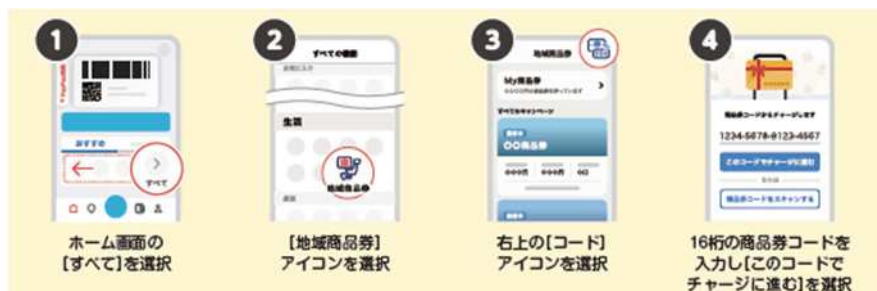 1
2
3
4
おすすめ
すべて
すべての機能
生活
地域商品券
地域商品券
My商品券
すべてのキャンペーン
〇〇商品券
商品券コードからチャージします
1234-5678-9123-4567
このコードでチャージに進む
商品券コードをスキャンする
ホーム画面の
[すべて]を選択
[地域商品券]
アイコンを選択
右上の[コード]
アイコンを選択
16桁の商品券コードを
入力し[このコードで
チャージに進む]を選択